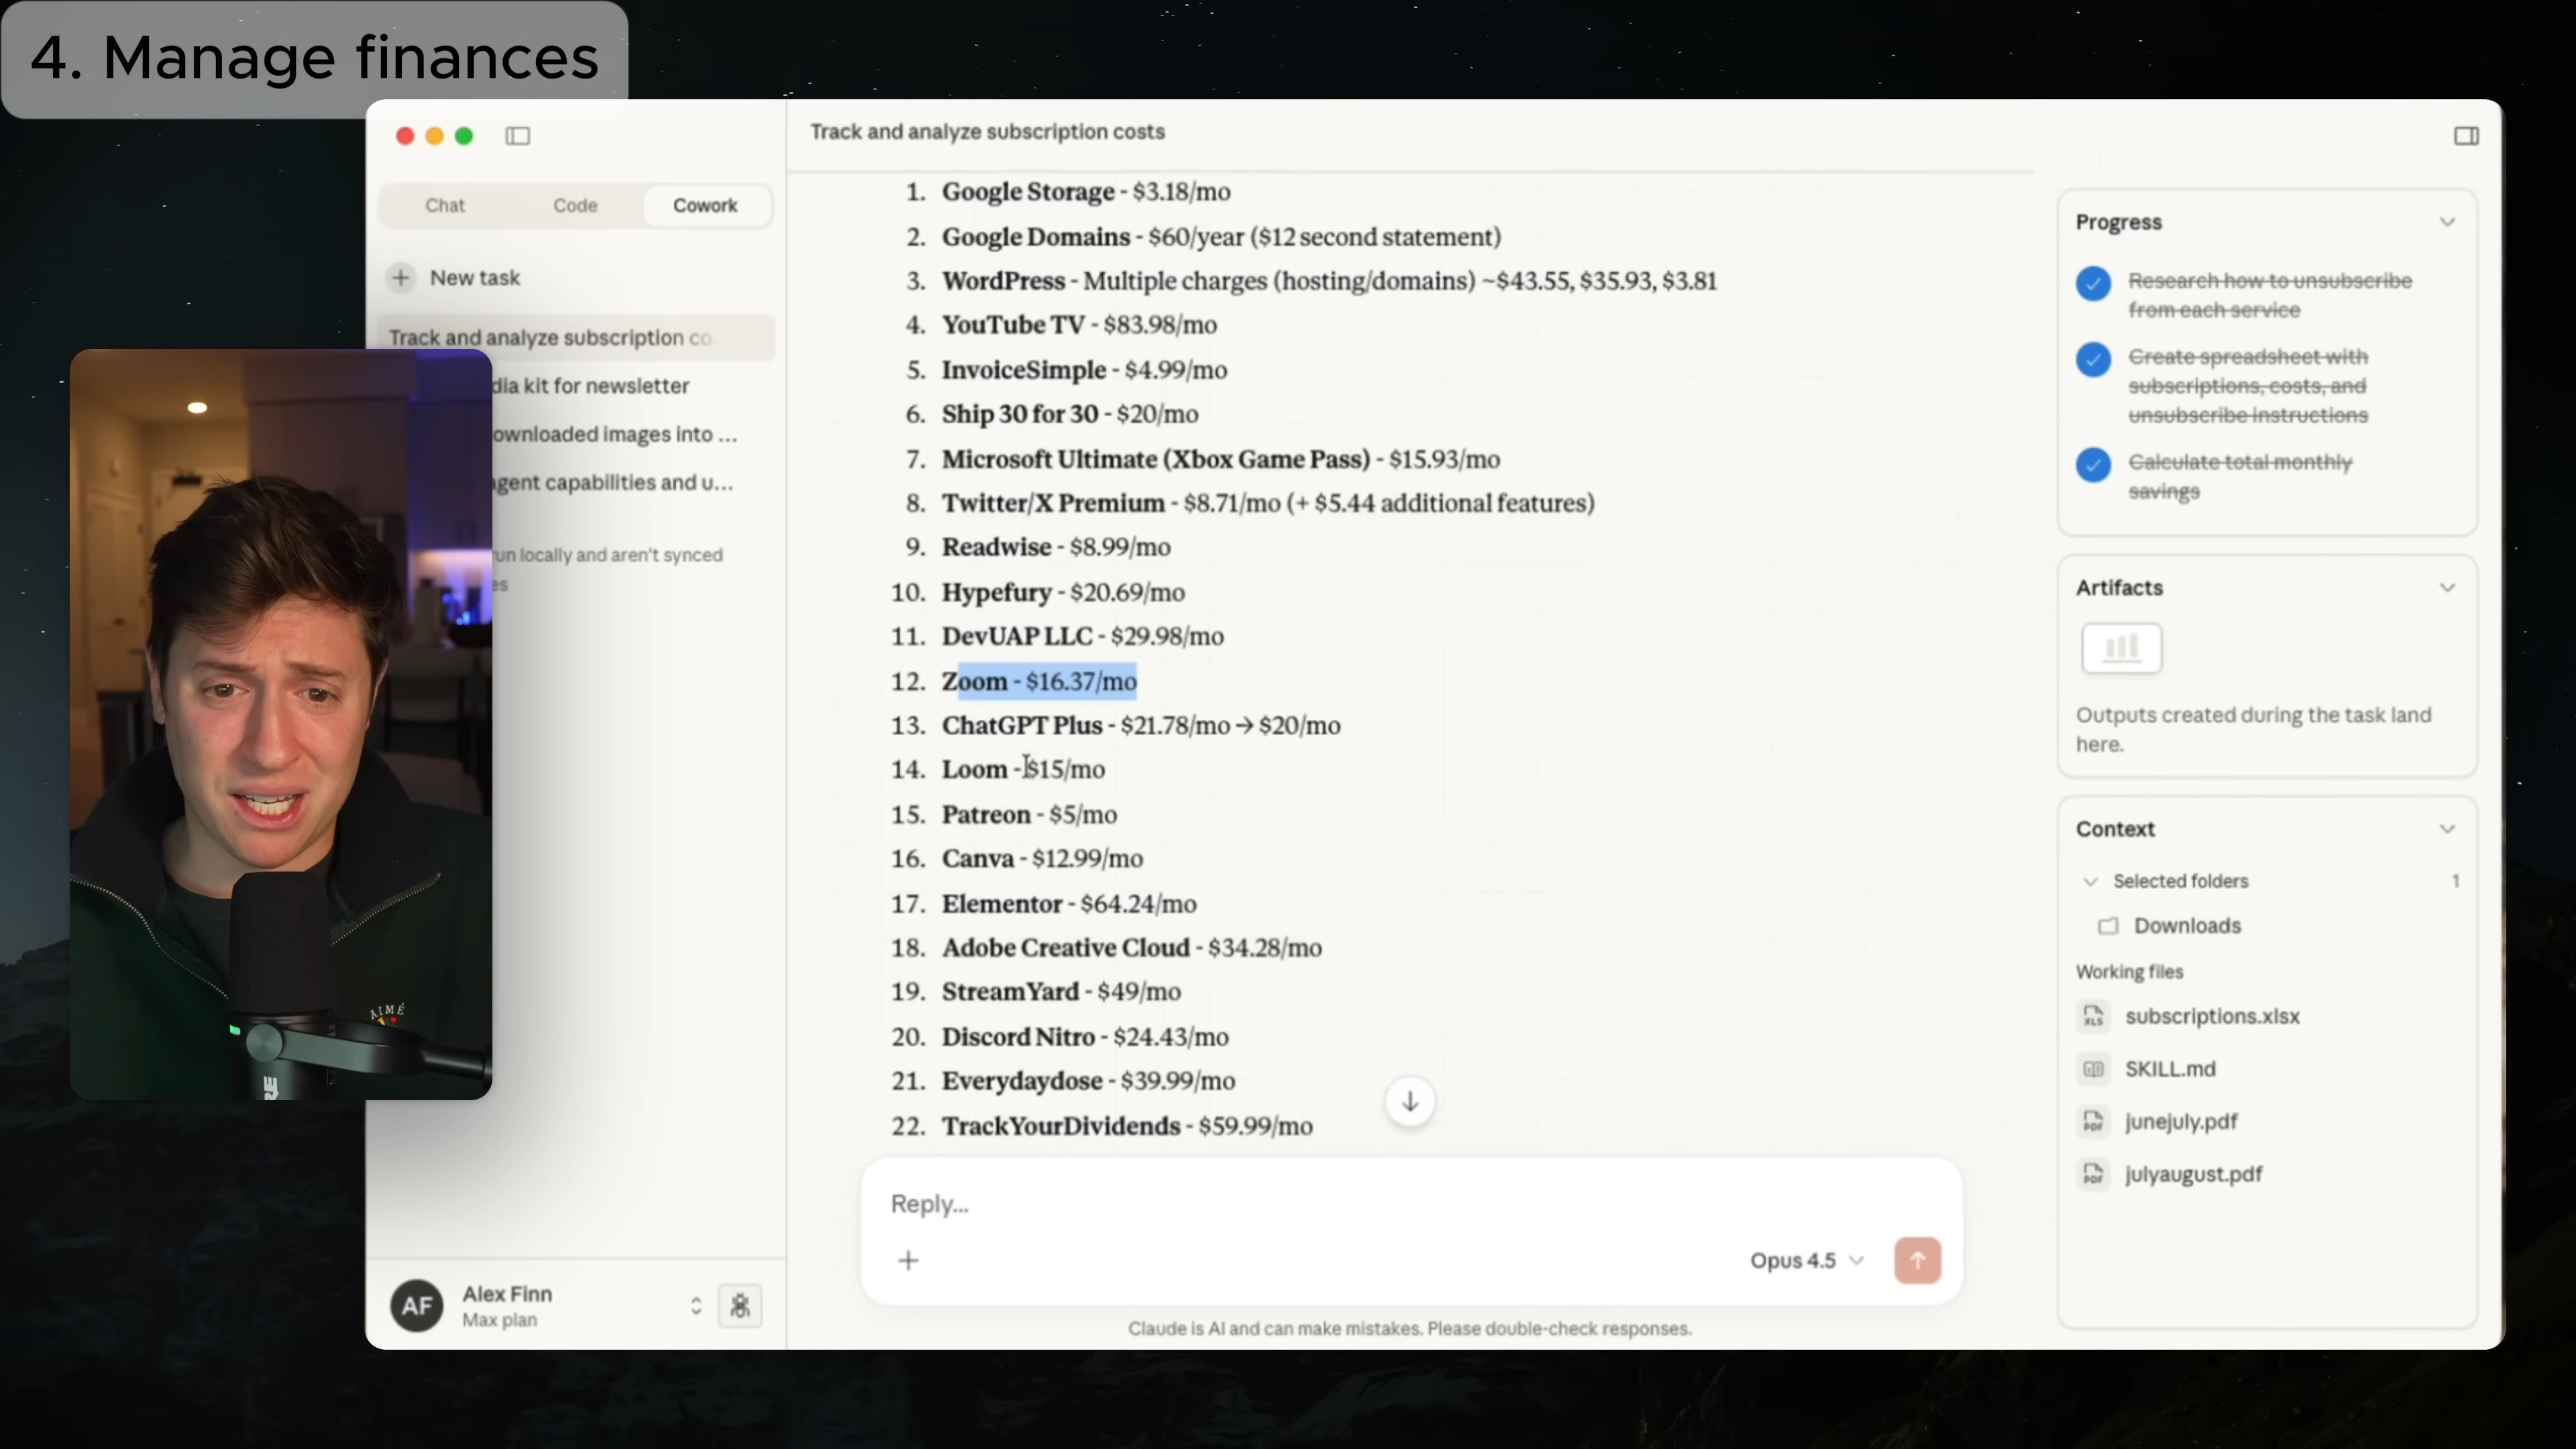 4. Manage finances
Track and analyze subscription costs
Chat
Code
Cowork
New task
Track and analyze subscription co
dia kit for newsletter
ownloaded images into ...
gent capabilities and u...
run locally and aren't synced
es
1. Google Storage - $3.18/mo
2. Google Domains - $60/year ($12 second statement)
3. WordPress - Multiple charges (hosting/domains) ~$43.55, $35.93, $3.81
4. YouTube TV - $83.98/mo
5. InvoiceSimple - $4.99/mo
6. Ship 30 for 30 - $20/mo
7. Microsoft Ultimate (Xbox Game Pass) - $15.93/mo
8. Twitter/X Premium - $8.71/mo (+ $5.44 additional features)
9. Readwise - $8.99/mo
10. Hypefury - $20.69/mo
11. DevUAP LLC - $29.98/mo
12. Zoom - $16.37/mo
13. ChatGPT Plus - $21.78/mo → $20/mo
14. Loom - $15/mo
15. Patreon - $5/mo
16. Canva - $12.99/mo
17. Elementor - $64.24/mo
18. Adobe Creative Cloud - $34.28/mo
19. StreamYard - $49/mo
20. Discord Nitro - $24.43/mo
21. Everydaydose - $39.99/mo
22. TrackYourDividends - $59.99/mo
Reply...
Opus 4.5
Claude is AI and can make mistakes. Please double-check responses.
Progress
Research how to unsubscribe
from each service
Create spreadsheet with
subscriptions, costs, and
unsubscribe instructions
Calculate total monthly
savings
Artifacts
Outputs created during the task land
here.
Context
Selected folders 1
Downloads
Working files
XLS subscriptions.xlsx
SKILL.md
PDF junejuly.pdf
PDF julyaugust.pdf
AF
Alex Finn
Max plan
AIMÉ